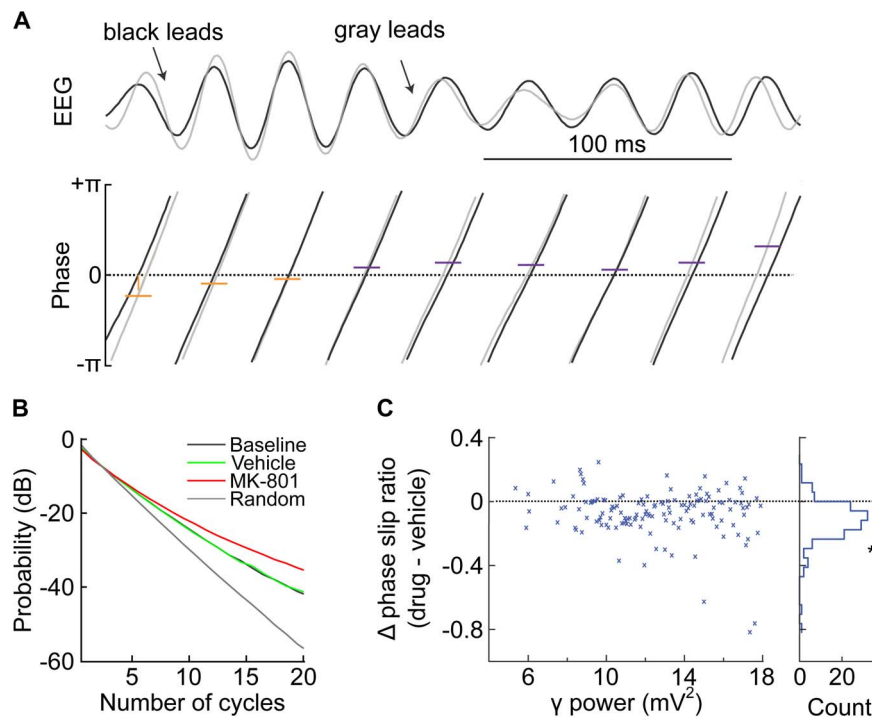 A
black leads
gray leads
EEG
100 ms
+π
0
-π
Phase
B
0
-20
-40
-60
Probability (dB)
Baseline
Vehicle
MK-801
Random
5
10
15
20
Number of cycles
C
0.4
0
-0.4
-0.8
Δ phase slip ratio
(drug - vehicle)
6
10
14
18
γ power (mV²)
*
0
20
Count